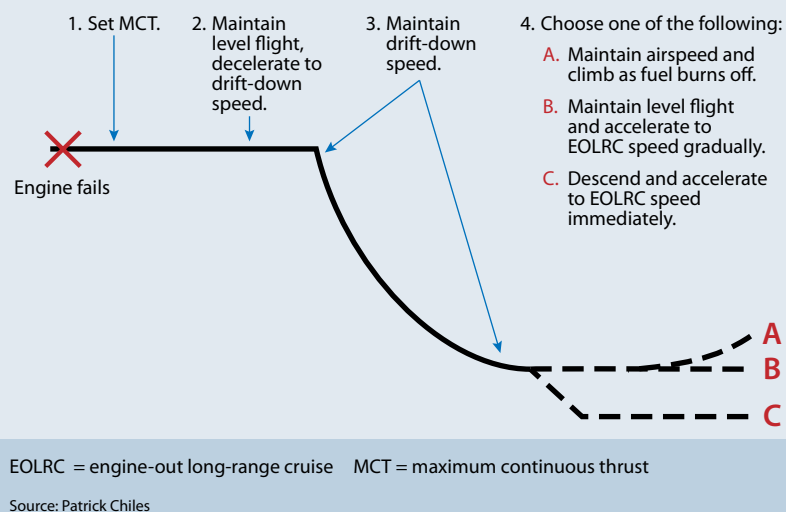 1. Set MCT.
2. Maintain
level flight,
decelerate to
drift-down
speed.
3. Maintain
drift-down
speed.
4. Choose one of the following:
A. Maintain airspeed and
climb as fuel burns off.
B. Maintain level flight
and accelerate to
EOLRC speed gradually.
C. Descend and accelerate
to EOLRC speed
immediately.
Engine fails
A
B
C
EOLRC = engine-out long-range cruise MCT = maximum continuous thrust
Source: Patrick Chiles